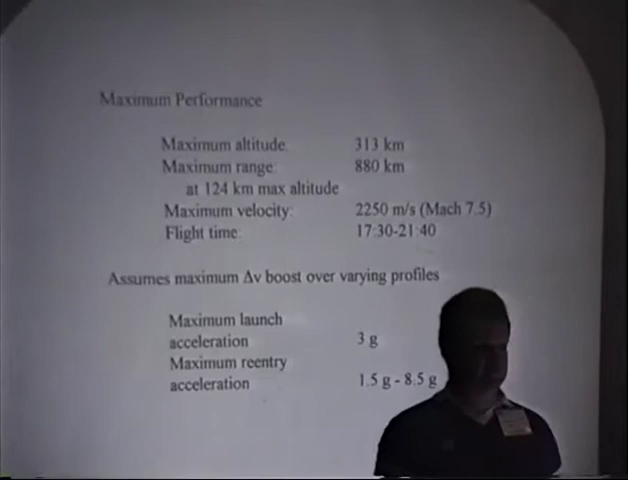 Maximum Performance
Maximum altitude: 313 km
Maximum range: 880 km
at 124 km max altitude
Maximum velocity: 2250 m/s (Mach 7.5)
Flight time: 17:30-21:40
Assumes maximum Δv boost over varying profiles
Maximum launch
acceleration 3 g
Maximum reentry
acceleration 1.5 g - 8.5 g